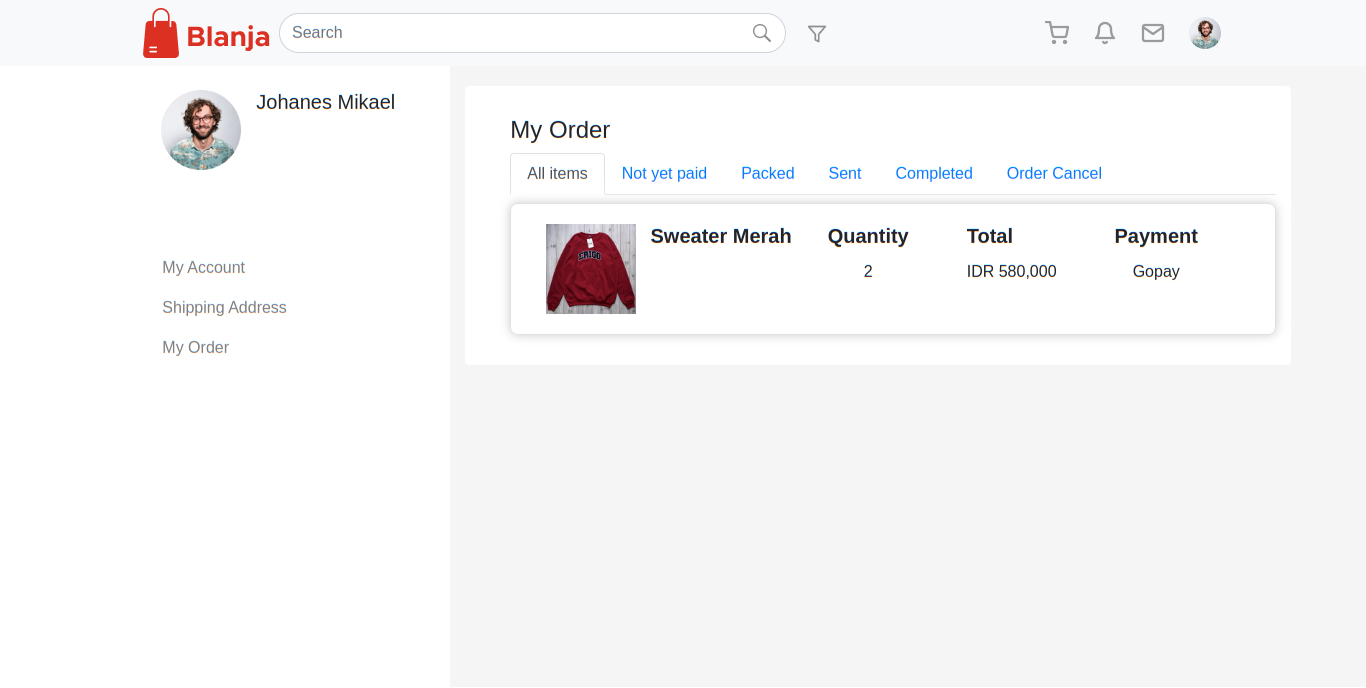 Blanja
Search
Johanes Mikael
My Account
Shipping Address
My Order
My Order
All items
Not yet paid
Packed
Sent
Completed
Order Cancel
Sweater Merah
Quantity
Total
Payment
2
IDR 580,000
Gopay